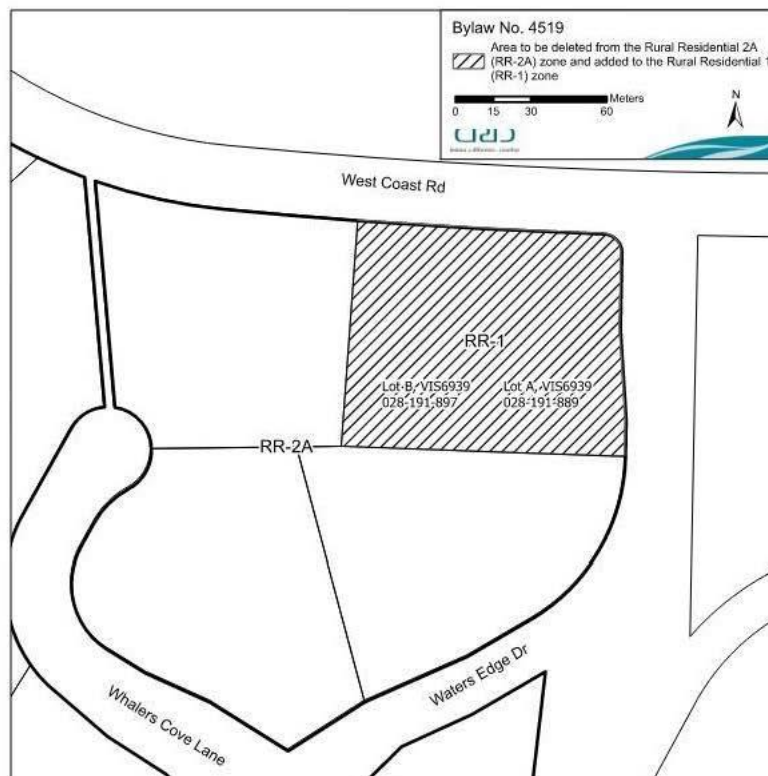 Bylaw No. 4519
Area to be deleted from the Rural Residential 2A
(RR-2A) zone and added to the Rural Residential 1
(RR-1) zone
Meters
0 15 30 60
N
West Coast Rd
RR-1
Lot B, VIS6939
028-191-897
Lot A, VIS6939
028-191-889
RR-2A
Waters Edge Dr
Whalers Cove Lane